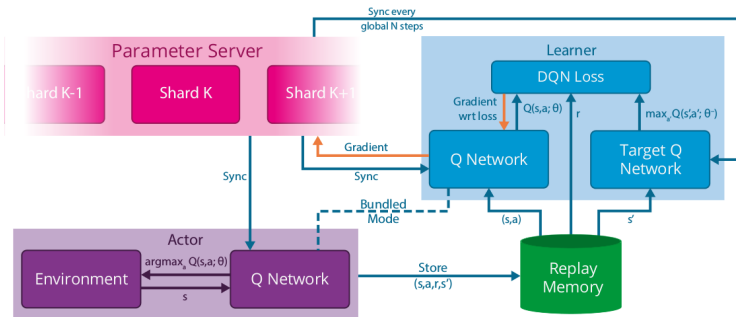 Sync every
global N steps
Parameter Server
Learner
hard K-1
Shard K
Shard K+1
DQN Loss
Gradient
wrt loss
Q(s,a; θ)
r
maxₐ′ Q(s′,a′; θ⁻)
Gradient
Q Network
Target Q
Network
Sync
Sync
Bundled
Mode
(s,a)
s′
Actor
Environment
argmaxₐ Q(s,a; θ)
s
Q Network
Store
(s,a,r,s′)
Replay
Memory